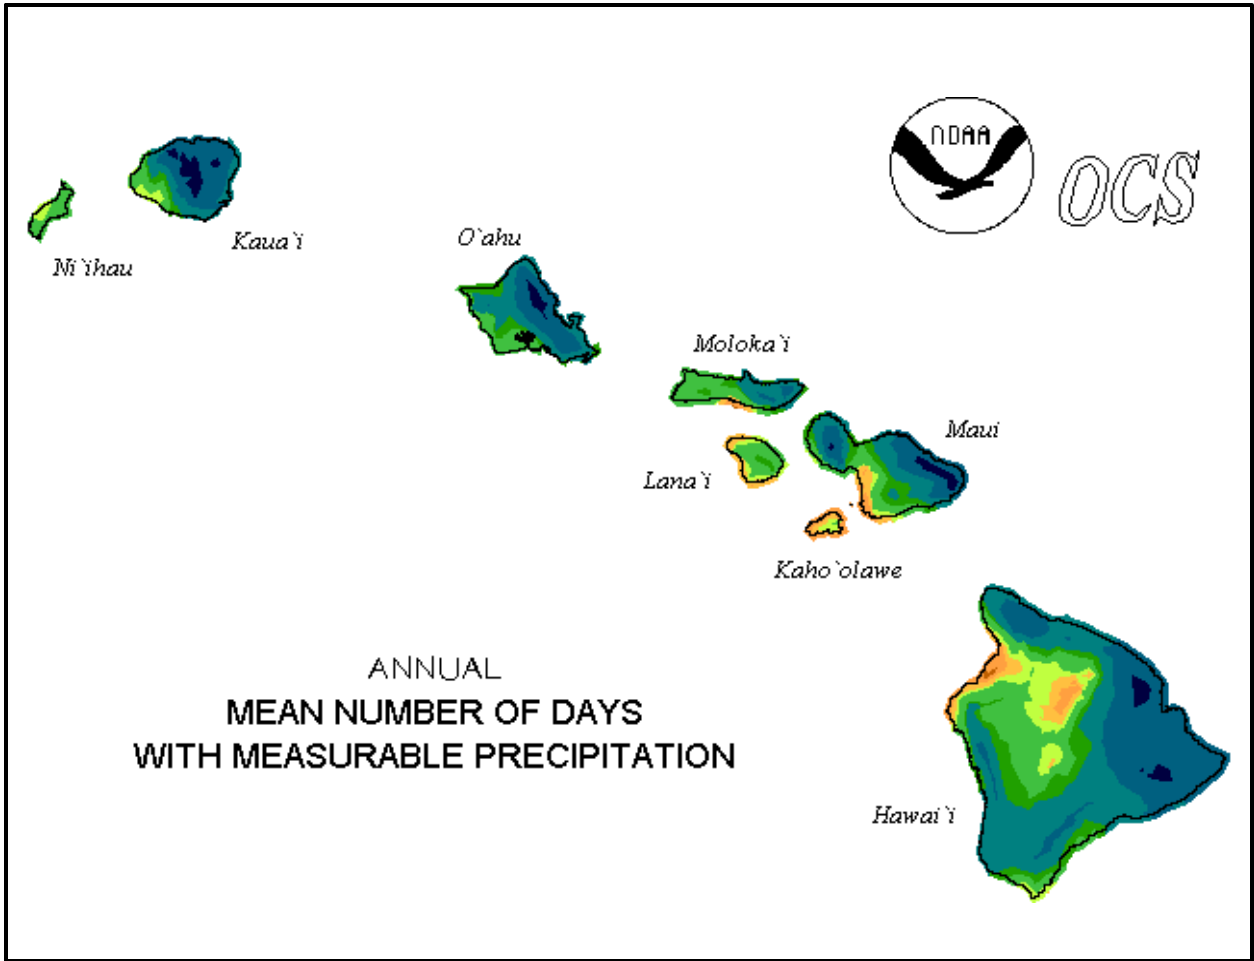 NOAA
OCS
Ni`ihau
Kaua`i
O`ahu
Moloka`i
Maui
Lana`i
Kaho`olawe
Hawai`i
ANNUAL
MEAN NUMBER OF DAYS
WITH MEASURABLE PRECIPITATION